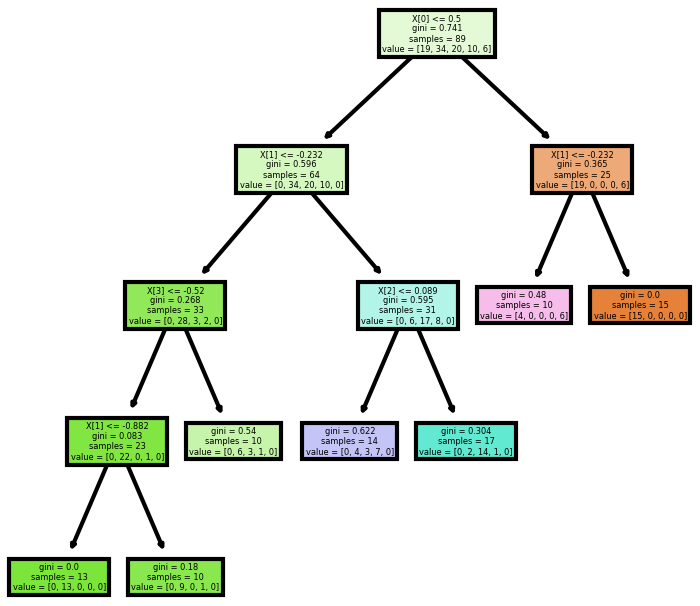 X[0] <= 0.5
gini = 0.741
samples = 89
value = [19, 34, 20, 10, 6]
X[1] <= -0.232
gini = 0.596
samples = 64
value = [0, 34, 20, 10, 0]
X[1] <= -0.232
gini = 0.365
samples = 25
value = [19, 0, 0, 0, 6]
X[3] <= -0.52
gini = 0.268
samples = 33
value = [0, 28, 3, 2, 0]
X[2] <= 0.089
gini = 0.595
samples = 31
value = [0, 6, 17, 8, 0]
gini = 0.48
samples = 10
value = [4, 0, 0, 0, 6]
gini = 0.0
samples = 15
value = [15, 0, 0, 0, 0]
X[1] <= -0.882
gini = 0.083
samples = 23
value = [0, 22, 0, 1, 0]
gini = 0.54
samples = 10
value = [0, 6, 3, 1, 0]
gini = 0.622
samples = 14
value = [0, 4, 3, 7, 0]
gini = 0.304
samples = 17
value = [0, 2, 14, 1, 0]
gini = 0.0
samples = 13
value = [0, 13, 0, 0, 0]
gini = 0.18
samples = 10
value = [0, 9, 0, 1, 0]